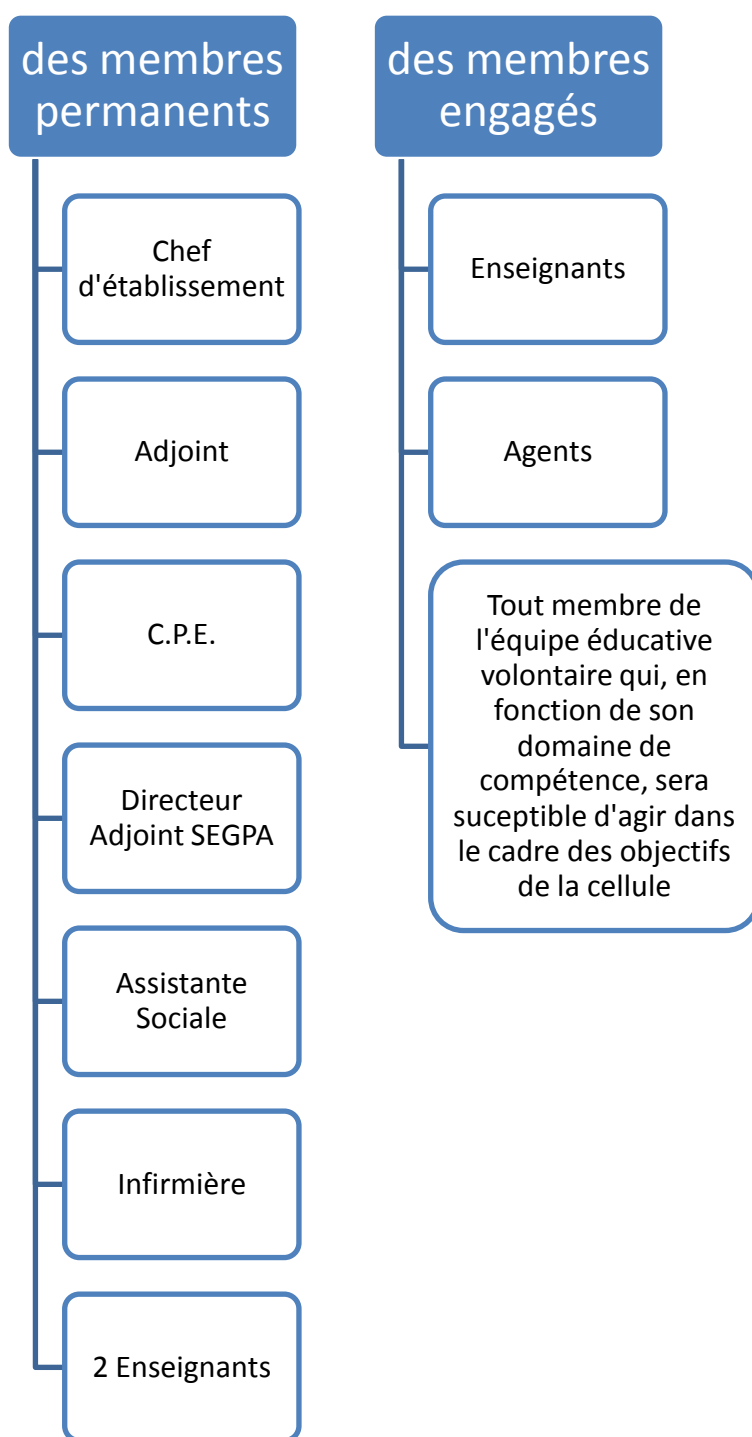 des membres
permanents
Chef
d'établissement
Adjoint
C.P.E.
Directeur
Adjoint SEGPA
Assistante
Sociale
Infirmière
2 Enseignants
des membres
engagés
Enseignants
Agents
Tout membre de
l'équipe éducative
volontaire qui, en
fonction de son
domaine de
compétence, sera
suceptible d'agir dans
le cadre des objectifs
de la cellule